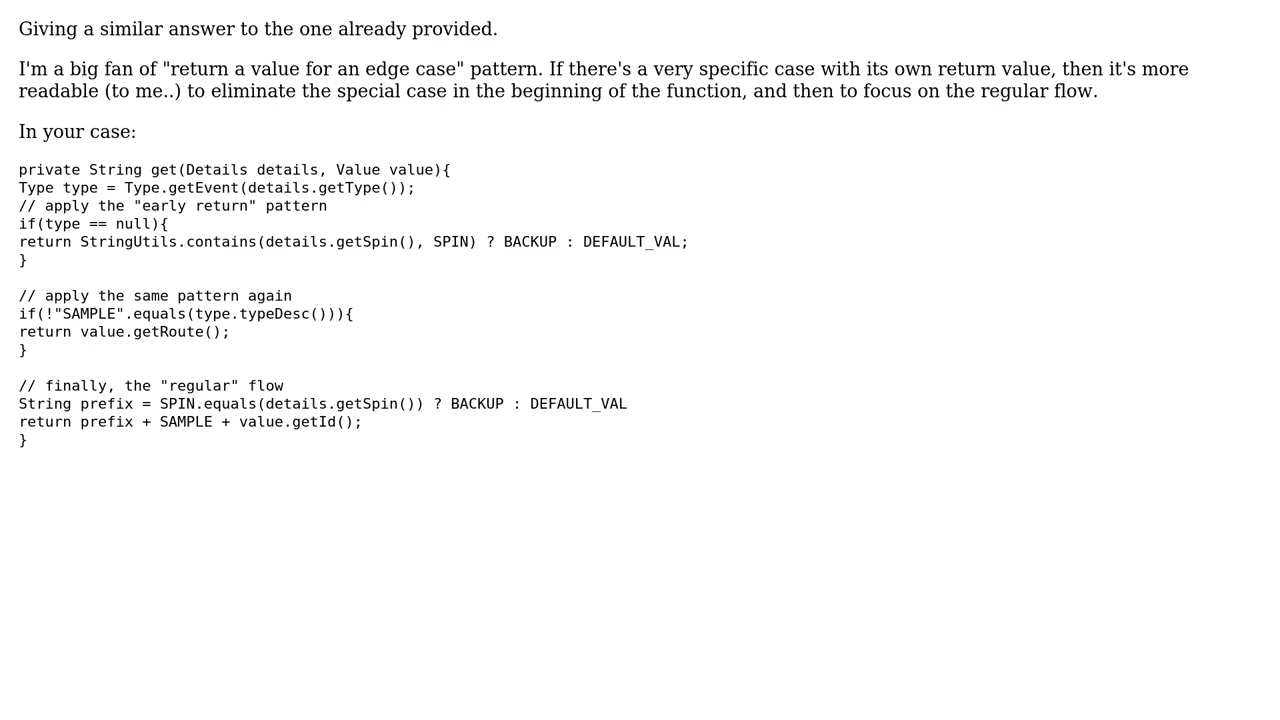 Giving a similar answer to the one already provided.
I'm a big fan of "return a value for an edge case" pattern. If there's a very specific case with its own return value, then it's more
readable (to me..) to eliminate the special case in the beginning of the function, and then to focus on the regular flow.
In your case:
private String get(Details details, Value value){
Type type = Type.getEvent(details.getType());
// apply the "early return" pattern
if(type == null){
return StringUtils.contains(details.getSpin(), SPIN) ? BACKUP : DEFAULT_VAL;
}
// apply the same pattern again
if(!"SAMPLE".equals(type.typeDesc())){
return value.getRoute();
}
// finally, the "regular" flow
String prefix = SPIN.equals(details.getSpin()) ? BACKUP : DEFAULT_VAL
return prefix + SAMPLE + value.getId();
}